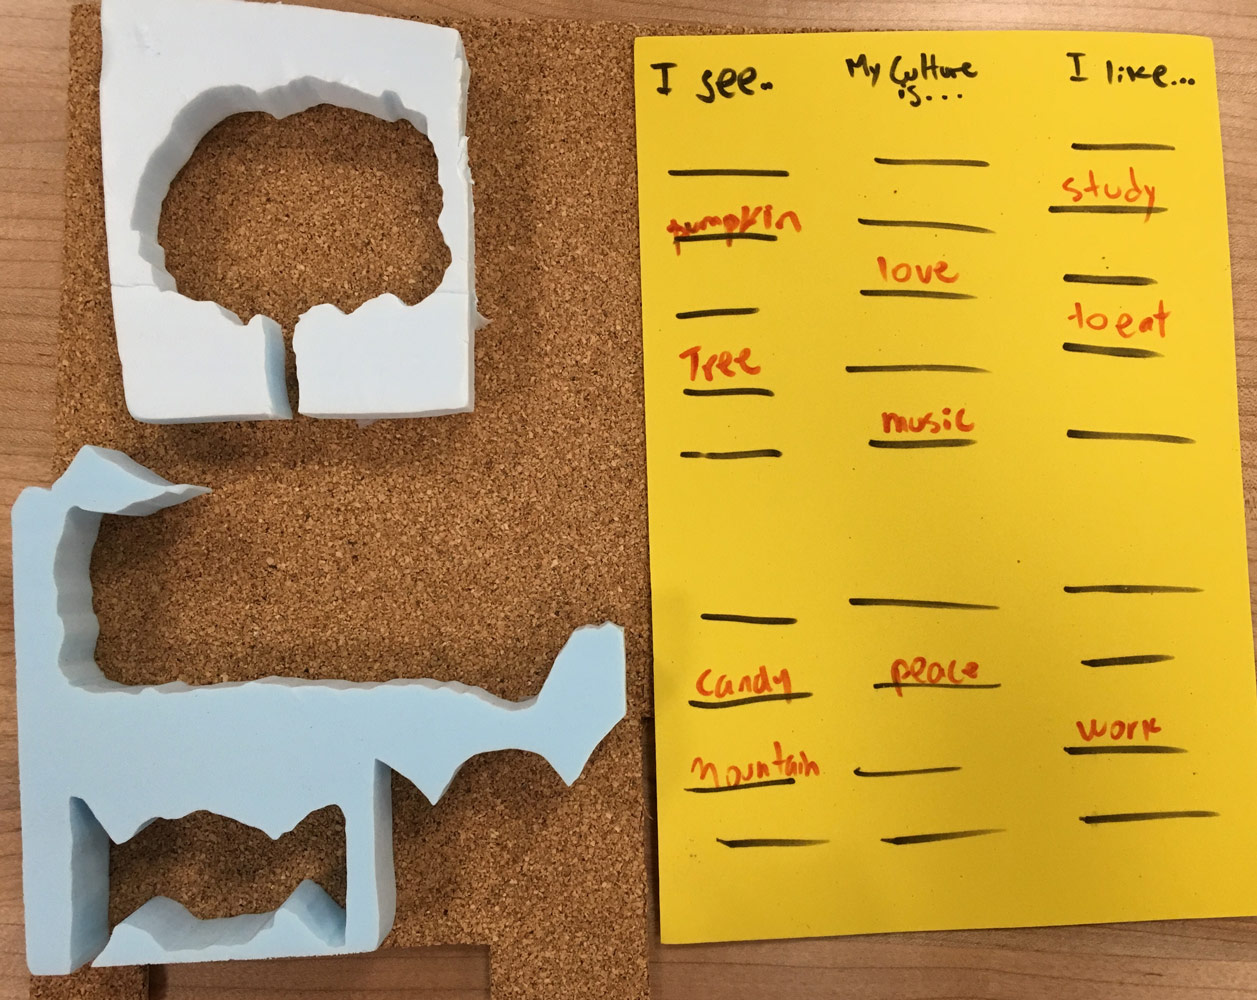 I see..
pumpkin
Tree
Candy
Mountain
My Culture
is...
love
music
peace
I like...
study
to eat
work